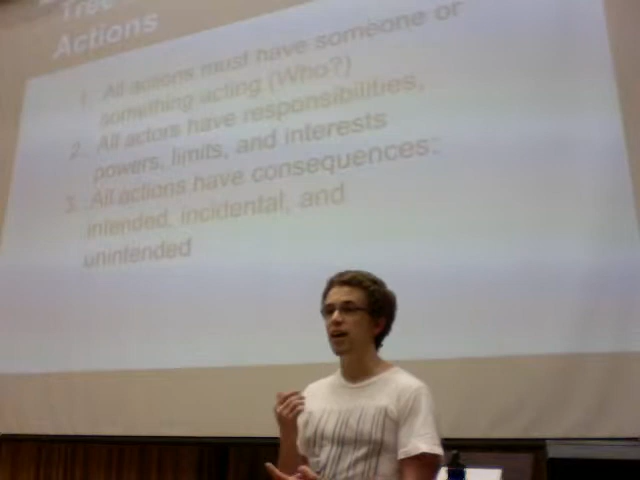 Actions
1. All actions must have someone or
something acting (Who?)
2. All actors have responsibilities,
powers, limits, and interests
3. All actions have consequences:
intended, incidental, and
unintended